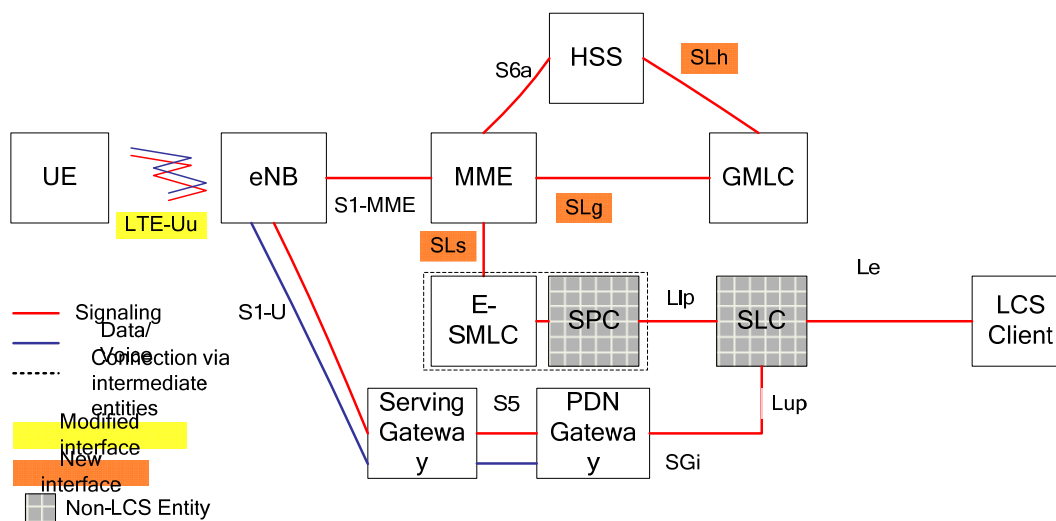 HSS
S6a
SLh
UE
eNB
MME
GMLC
S1-MME
SLg
LTE-Uu
SLs
Le
E-
SMLC
SPC
Llp
SLC
LCS
Client
S1-U
Signaling
Data/
Voice
Connection via
intermediate
entities
Serving
Gatewa
y
S5
PDN
Gatewa
y
Lup
SGi
Modified
interface
New
interface
Non-LCS Entity